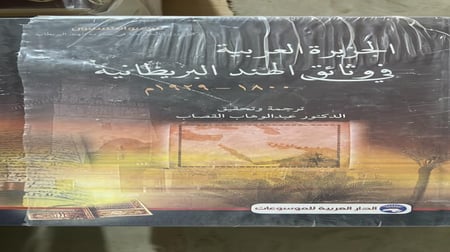 الجزيرة العربية
في وثائق الهند البريطانية
١٨٠٠ - ١٩٢٩م
ترجمة وتحقيق
الدكتور عبدالوهاب القصاب
الدار العربية للموسوعات